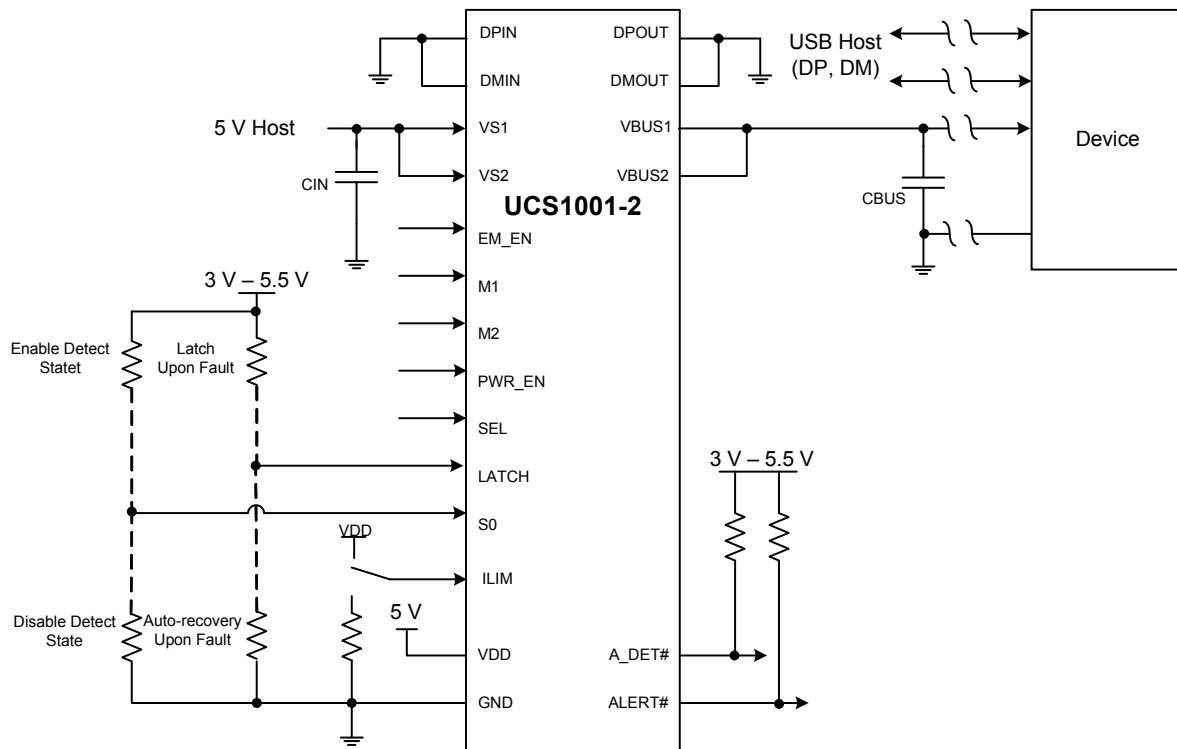 DPIN
DPOUT
USB Host
(DP, DM)
DMIN
DMOUT
5 V Host
VS1
VBUS1
Device
VS2
VBUS2
CIN
CBUS
UCS1001-2
EM_EN
3 V – 5.5 V
M1
M2
Enable Detect
Statet
Latch
Upon Fault
PWR_EN
SEL
3 V – 5.5 V
LATCH
S0
VDD
ILIM
5 V
Disable Detect
State
Auto-recovery
Upon Fault
VDD
A_DET#
GND
ALERT#